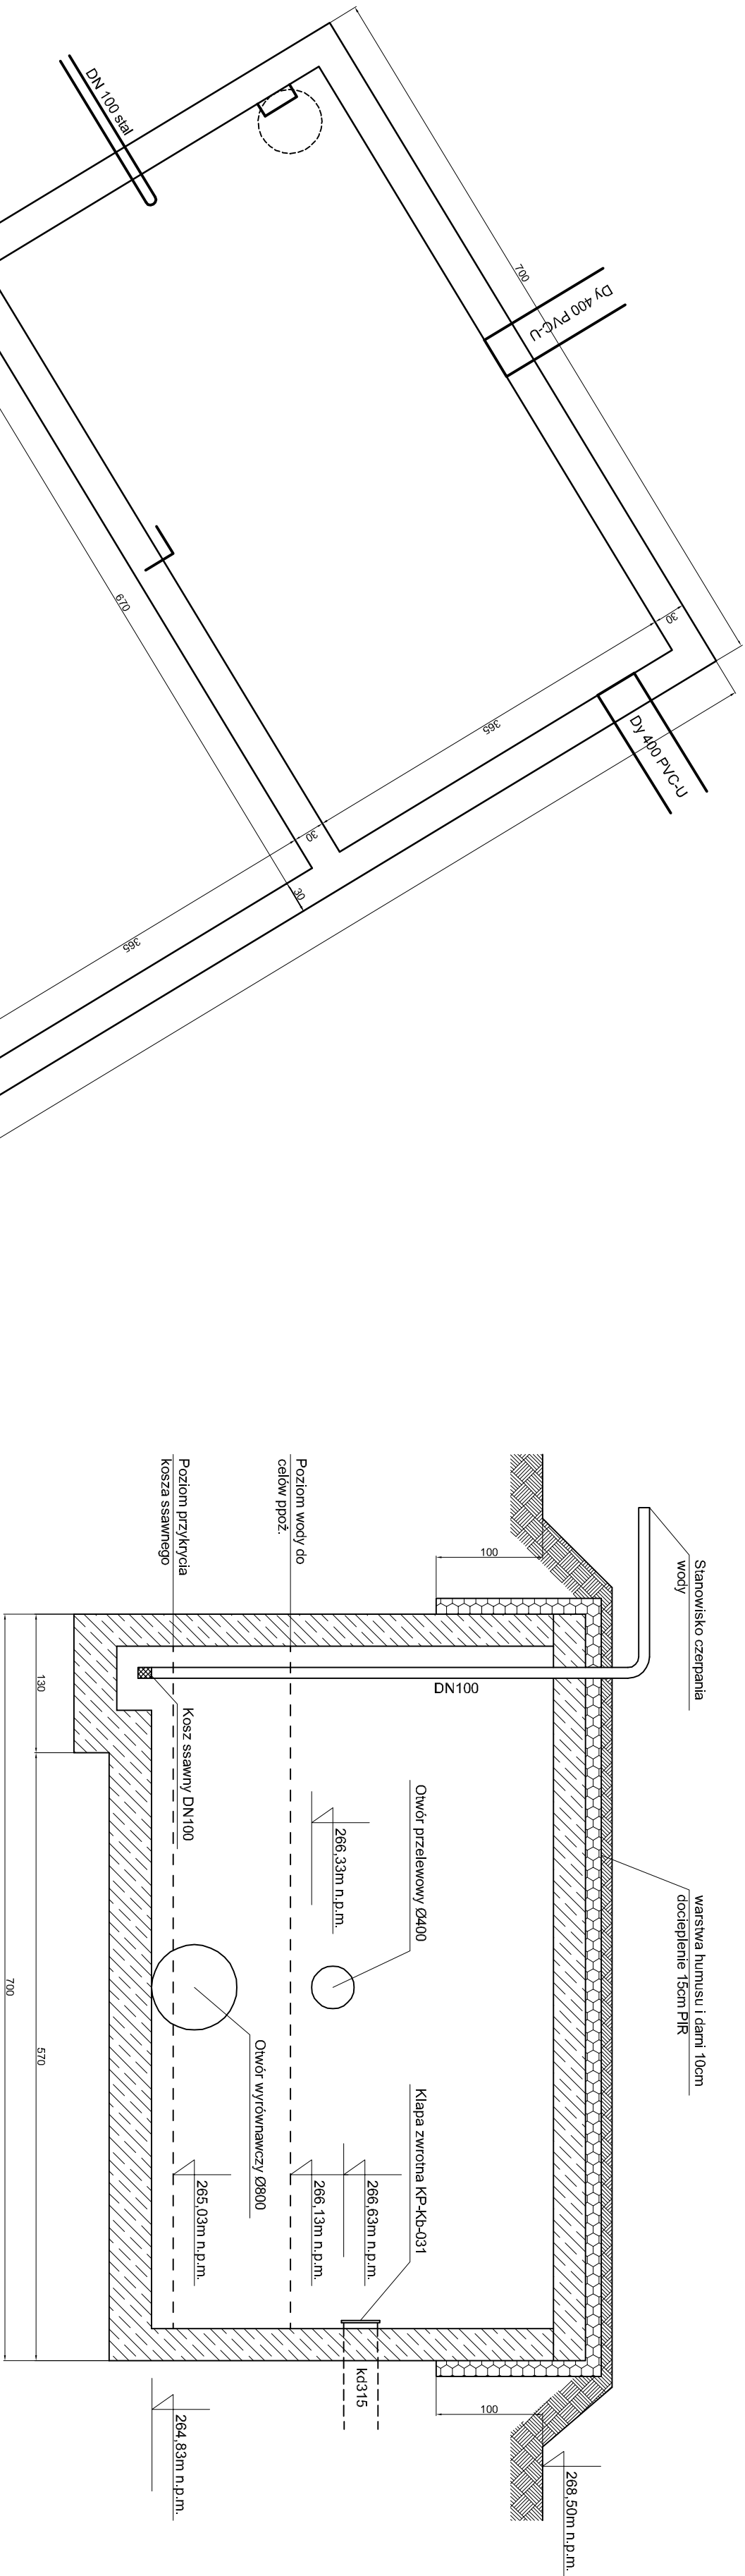 DN 100 stal
700
Dy 400 PVC-U
30
Dy 400 PVC-U
365
670
30
30
365
Stanowisko czerpania
wody
warstwa humusu i darni 10cm
docieplenie 15cm PIR
268,50m n.p.m.
100
100
DN100
Otwór przelewowy Ø400
Klapa zwrotna KP-Kb-031
kd315
266,33m n.p.m.
266,63m n.p.m.
266,13m n.p.m.
Poziom wody do
celów ppoż.
Otwór wyrównawczy Ø800
265,03m n.p.m.
Kosz ssawny DN100
Poziom przykrycia
kosza ssawnego
264,83m n.p.m.
130
570
700